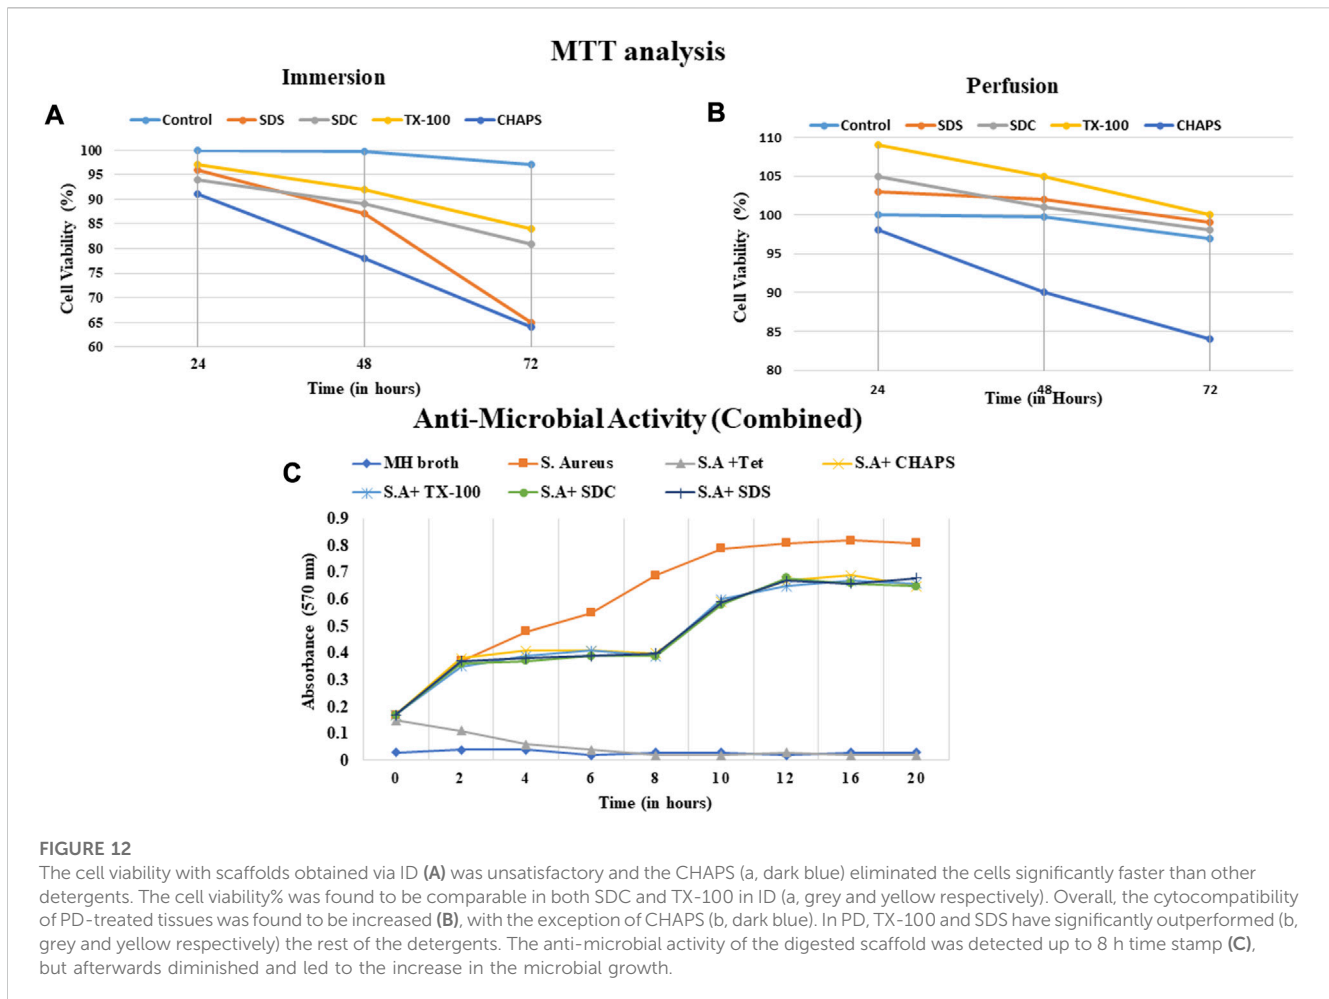 MTT analysis
Immersion
A
Control SDS SDC TX-100 CHAPS
Cell Viability (%)
100
95
90
85
80
75
70
65
60
24 48 72
Time (in hours)
Perfusion
B
Control SDS SDC TX-100 CHAPS
Cell Viability (%)
110
105
100
95
90
85
80
24 48 72
Time (in Hours)
Anti-Microbial Activity (Combined)
C
MH broth S. Aureus S.A +Tet S.A+ CHAPS
S.A+ TX-100 S.A+ SDC S.A+ SDS
Absorbance (570 nm)
0.9
0.8
0.7
0.6
0.5
0.4
0.3
0.2
0.1
0
0 2 4 6 8 10 12 16 20
Time (in hours)
FIGURE 12
The cell viability with scaffolds obtained via ID (A) was unsatisfactory and the CHAPS (a, dark blue) eliminated the cells significantly faster than other
detergents. The cell viability% was found to be comparable in both SDC and TX-100 in ID (a, grey and yellow respectively). Overall, the cytocompatibility
of PD-treated tissues was found to be increased (B), with the exception of CHAPS (b, dark blue). In PD, TX-100 and SDS have significantly outperformed (b,
grey and yellow respectively) the rest of the detergents. The anti-microbial activity of the digested scaffold was detected up to 8 h time stamp (C),
but afterwards diminished and led to the increase in the microbial growth.